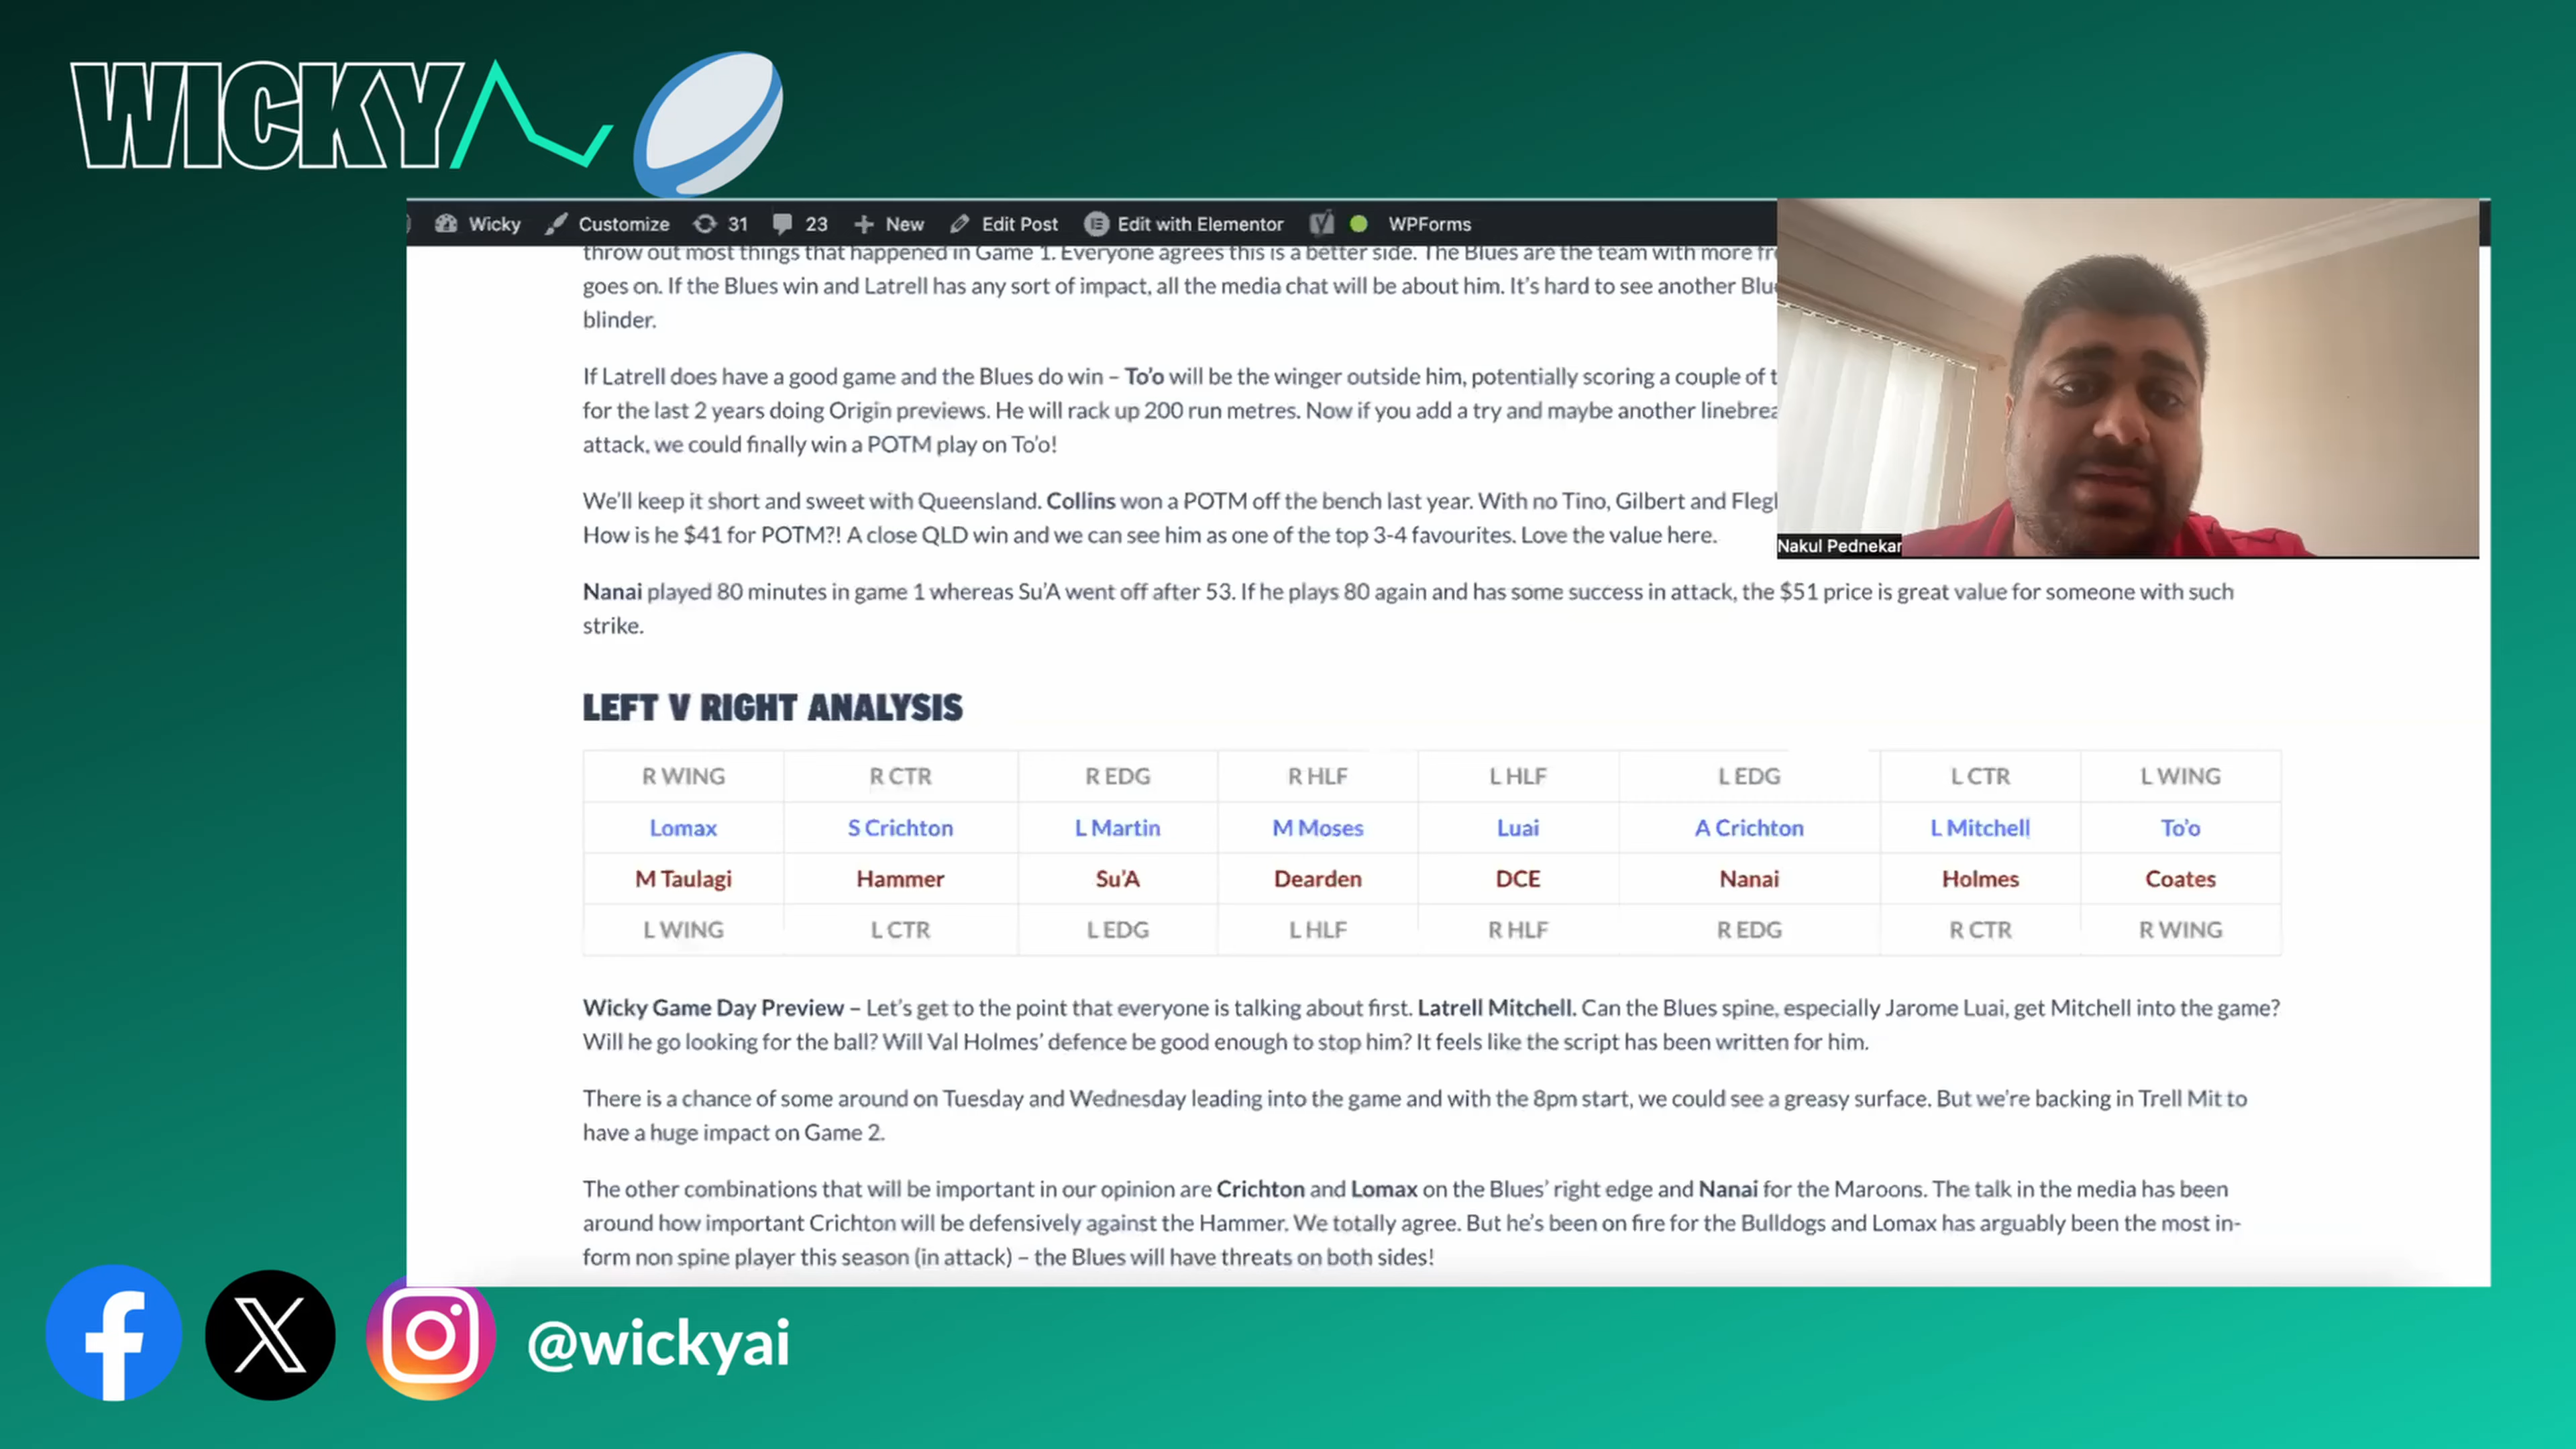 WICKY
Wicky Customize 31 23 New Edit Post Edit with Elementor WPForms
throw out most things that happened in Game 1. Everyone agrees this is a better side. The Blues are the team with more
goes on. If the Blues win and Latrell has any sort of impact, all the media chat will be about him. It's hard to see another
blinder.
If Latrell does have a good game and the Blues do win – To'o will be the winger outside him, potentially scoring a couple of
for the last 2 years doing Origin previews. He will rack up 200 run metres. Now if you add a try and maybe another
attack, we could finally win a POTM play on To'o!
We'll keep it short and sweet with Queensland. Collins won a POTM off the bench last year. With no Tino, Gilbert and
How is he $41 for POTM?! A close QLD win and we can see him as one of the top 3-4 favourites. Love the value here.
Nakul Pednekar
Nanai played 80 minutes in game 1 whereas Su'A went off after 53. If he plays 80 again and has some success in attack, the $51 price is great value for someone with such
strike.
LEFT V RIGHT ANALYSIS
R WING R CTR R EDG R HLF L HLF L EDG L CTR L WING
Lomax S Crichton L Martin M Moses Luai A Crichton L Mitchell To'o
M Taulagi Hammer Su'A Dearden DCE Nanai Holmes Coates
L WING L CTR L EDG L HLF R HLF R EDG R CTR R WING
Wicky Game Day Preview – Let's get to the point that everyone is talking about first. Latrell Mitchell. Can the Blues spine, especially Jarome Luai, get Mitchell into the game?
Will he go looking for the ball? Will Val Holmes' defence be good enough to stop him? It feels like the script has been written for him.
There is a chance of some around on Tuesday and Wednesday leading into the game and with the 8pm start, we could see a greasy surface. But we're backing in Trell Mit to
have a huge impact on Game 2.
The other combinations that will be important in our opinion are Crichton and Lomax on the Blues' right edge and Nanai for the Maroons. The talk in the media has been
around how important Crichton will be defensively against the Hammer. We totally agree. But he's been on fire for the Bulldogs and Lomax has arguably been the most in-
form non spine player this season (in attack) – the Blues will have threats on both sides!
@wickyai